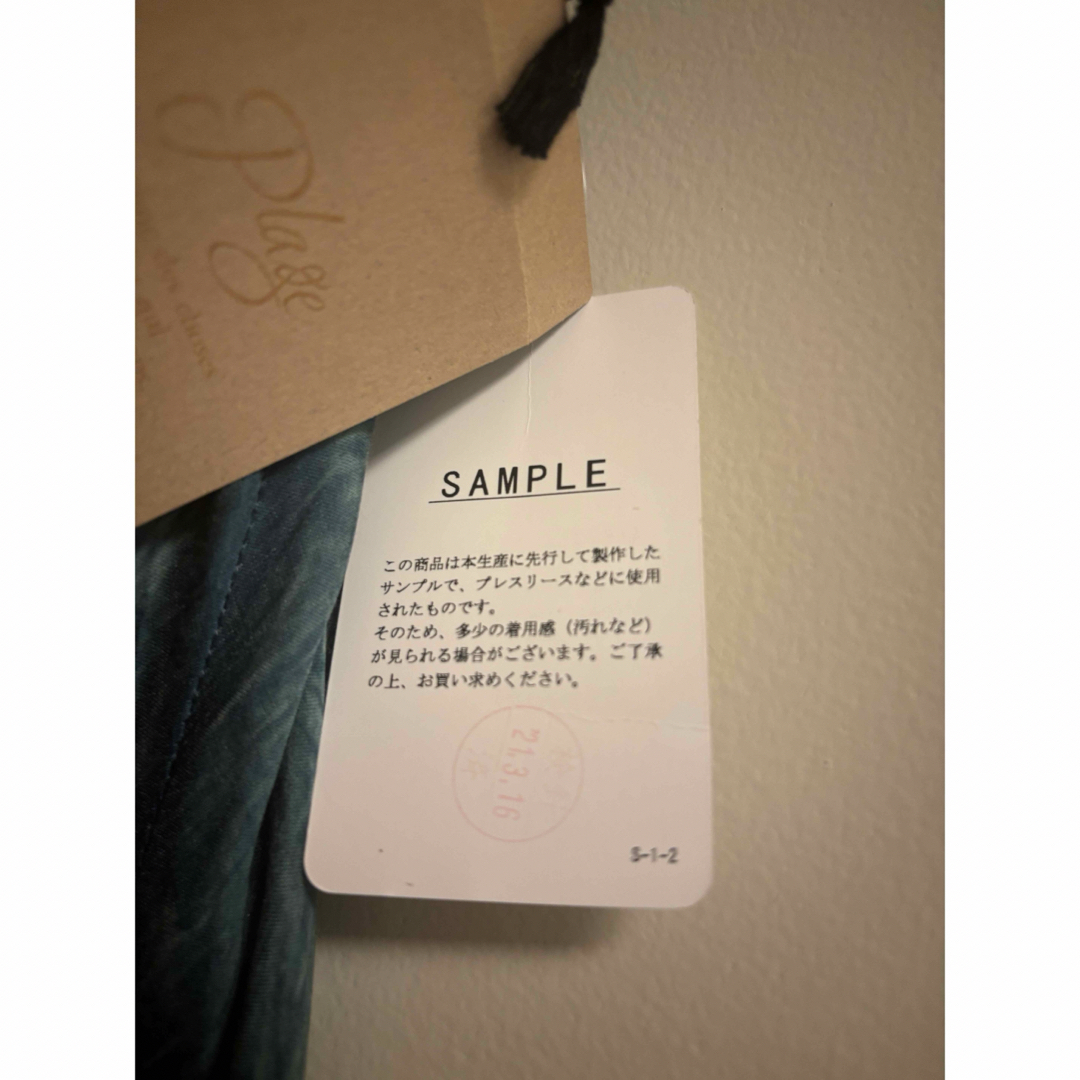 Plage
SAMPLE
この商品は本生産に先行して製作した
サンプルで、プレスリースなどに使用
されたものです。
そのため、多少の着用感（汚れなど）
が見られる場合がございます。ご了承
の上、お買い求めください。
21.3.16
S-1-2